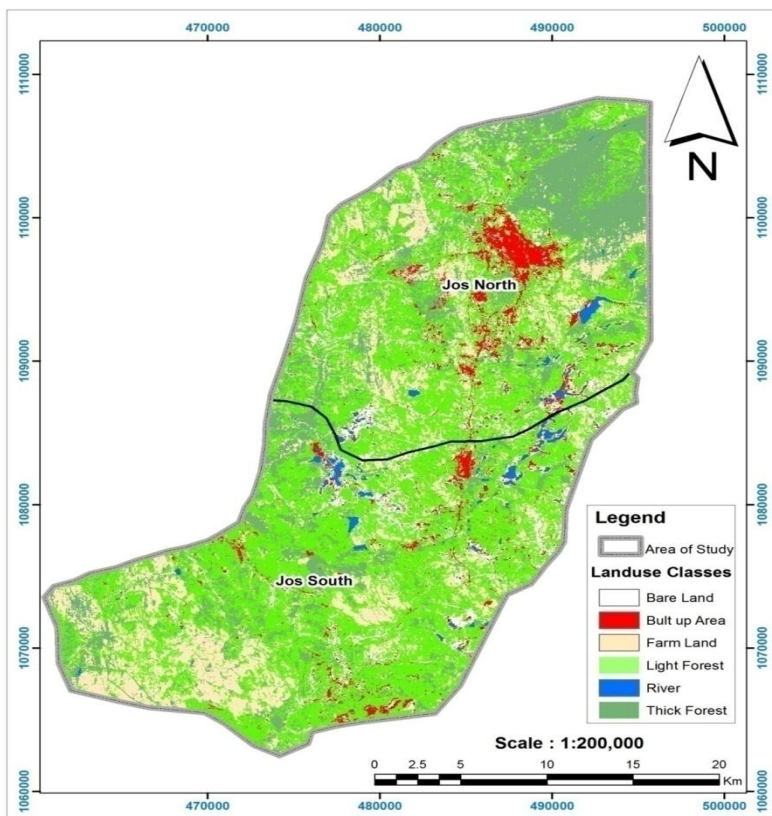 470000 480000 490000 500000
1110000 1110000
N
1100000 1100000
Jos North
1090000 1090000
1080000 1080000
Legend
Area of Study
Landuse Classes
Jos South
Bare Land
Bult up Area
Farm Land
1070000 1070000
Light Forest
River
Thick Forest
Scale : 1:200,000
0 2.5 5 10 15 20
Km
1060000 1060000
470000 480000 490000 500000